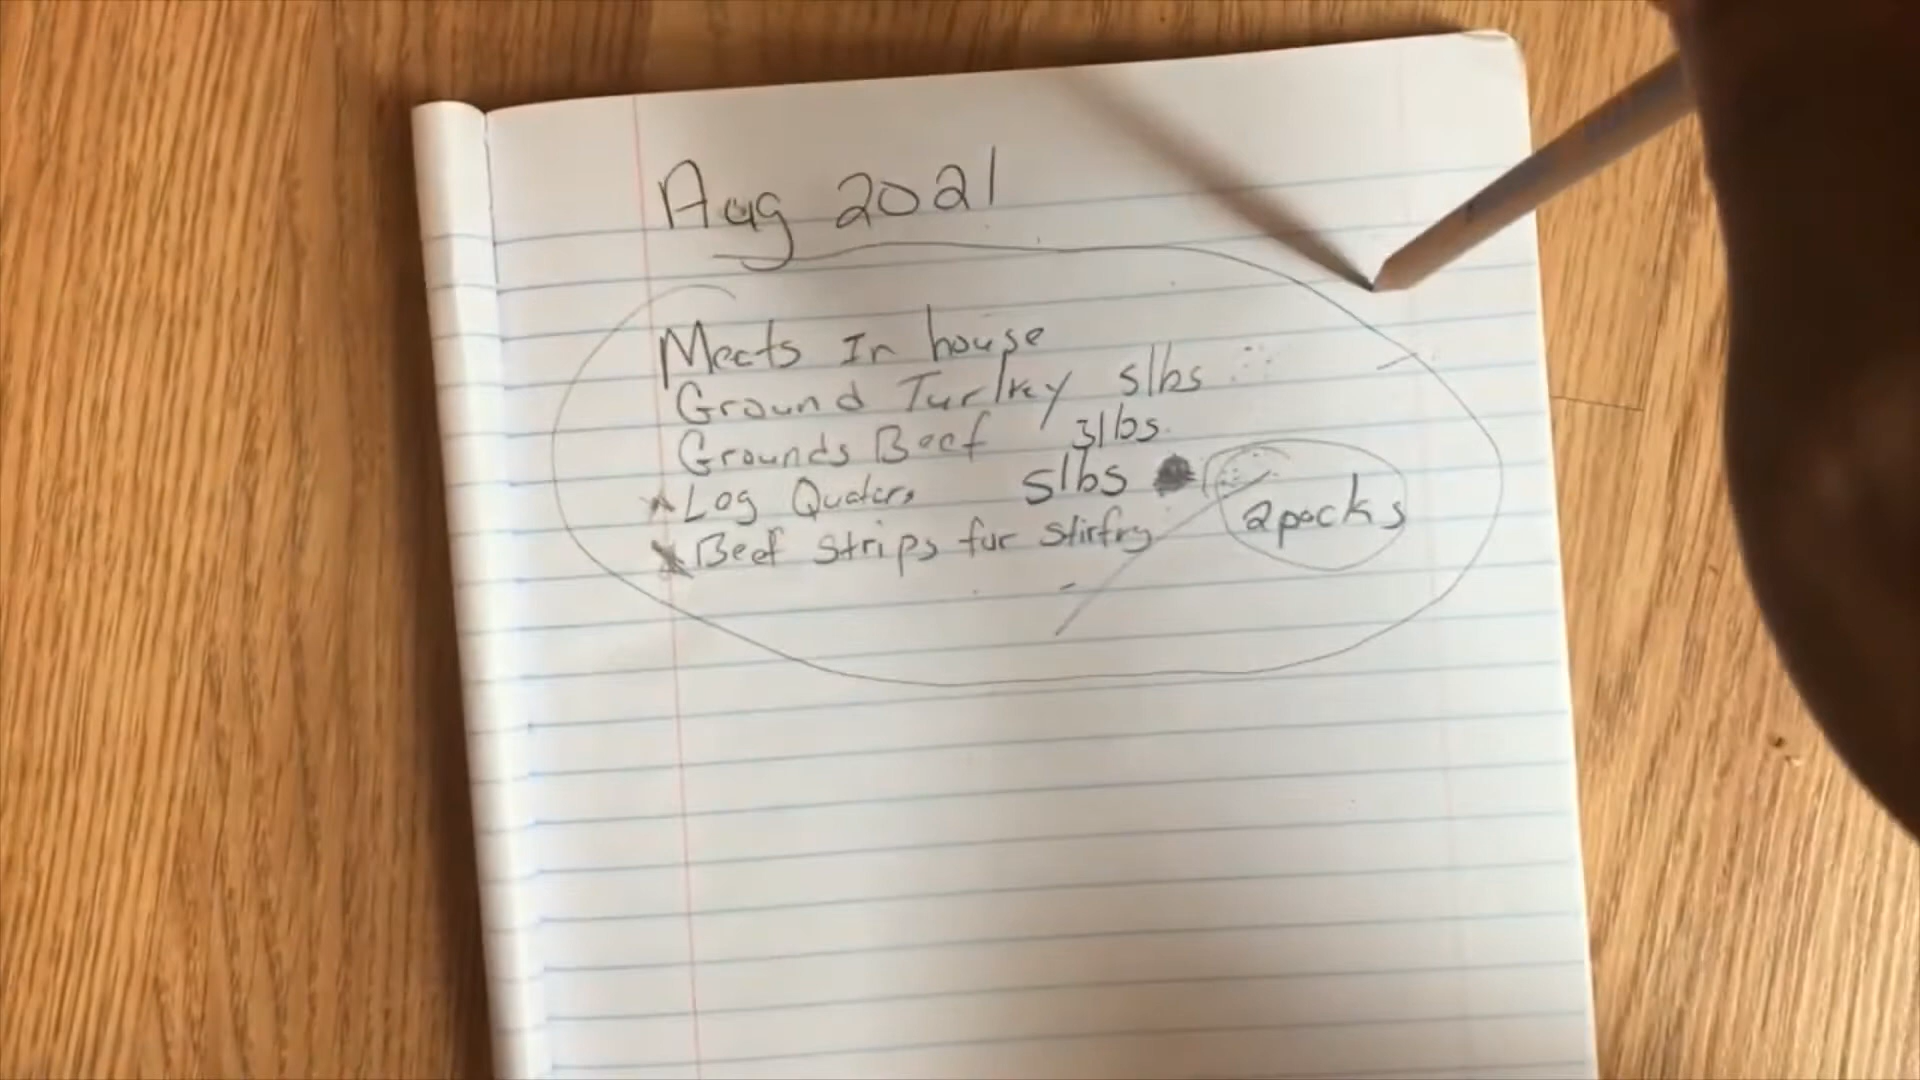 Aug 2021
Meats In house
Ground Turkey 5lbs
Grounds Beef 3lbs.
Leg Quaters 5lbs
Beef strips for stirfry 2packs